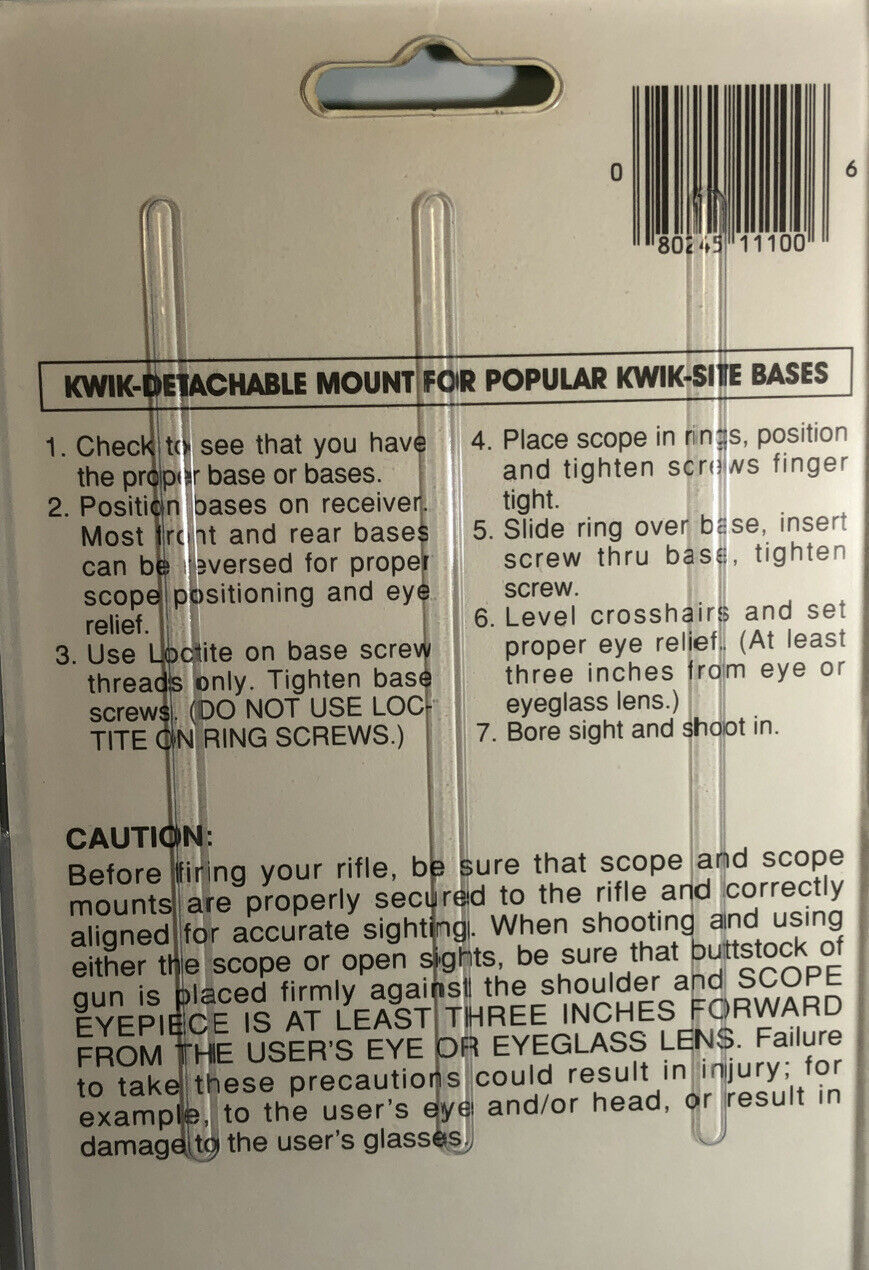 0 80245 11100 6
KWIK-DETACHABLE MOUNT FOR POPULAR KWIK-SITE BASES
1. Check to see that you have
the proper base or bases.
2. Position bases on receiver.
Most front and rear bases
can be reversed for proper
scope positioning and eye
relief.
3. Use Loctite on base screw
threads only. Tighten base
screws. (DO NOT USE LOC-
TITE ON RING SCREWS.)
4. Place scope in rings, position
and tighten screws finger
tight.
5. Slide ring over base, insert
screw thru base, tighten
screw.
6. Level crosshairs and set
proper eye relief. (At least
three inches from eye or
eyeglass lens.)
7. Bore sight and shoot in.
CAUTION:
Before firing your rifle, be sure that scope and scope
mounts are properly secured to the rifle and correctly
aligned for accurate sighting. When shooting and using
either the scope or open sights, be sure that buttstock of
gun is placed firmly against the shoulder and SCOPE
EYEPIECE IS AT LEAST THREE INCHES FORWARD
FROM THE USER'S EYE OR EYEGLASS LENS. Failure
to take these precautions could result in injury; for
example, to the user's eye and/or head, or result in
damage to the user's glasses.